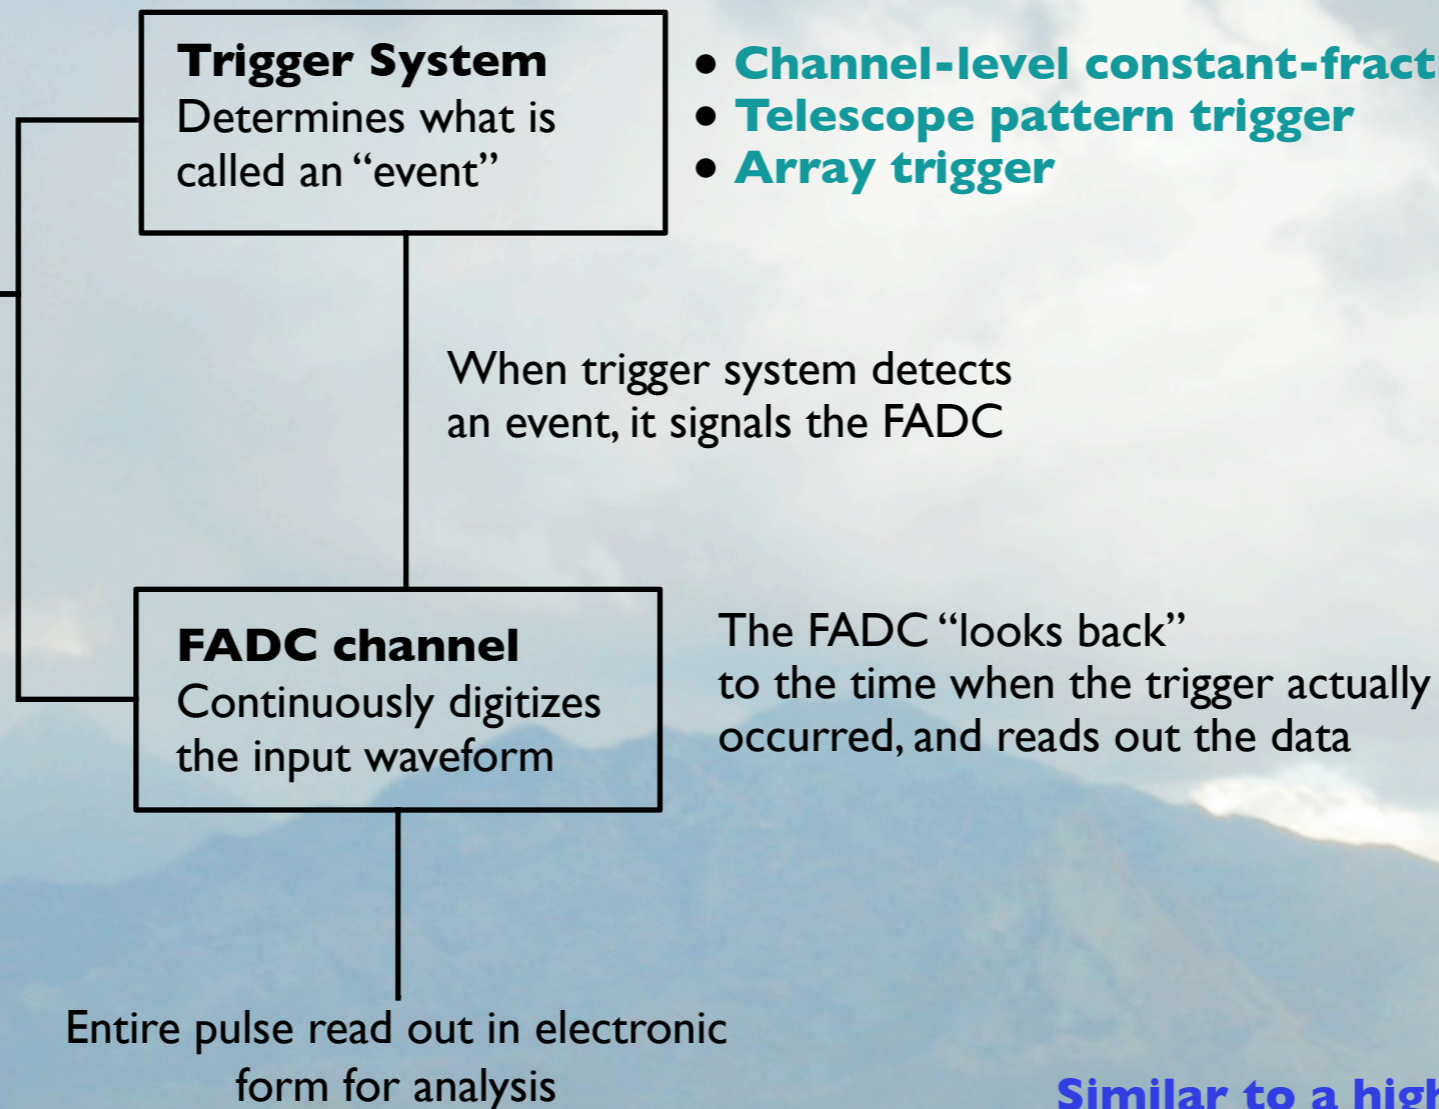 Trigger System
Determines what is
called an “event”
• Channel-level constant-fract
• Telescope pattern trigger
• Array trigger
When trigger system detects
an event, it signals the FADC
FADC channel
Continuously digitizes
the input waveform
The FADC “looks back”
to the time when the trigger actually
occurred, and reads out the data
Entire pulse read out in electronic
form for analysis
Similar to a high